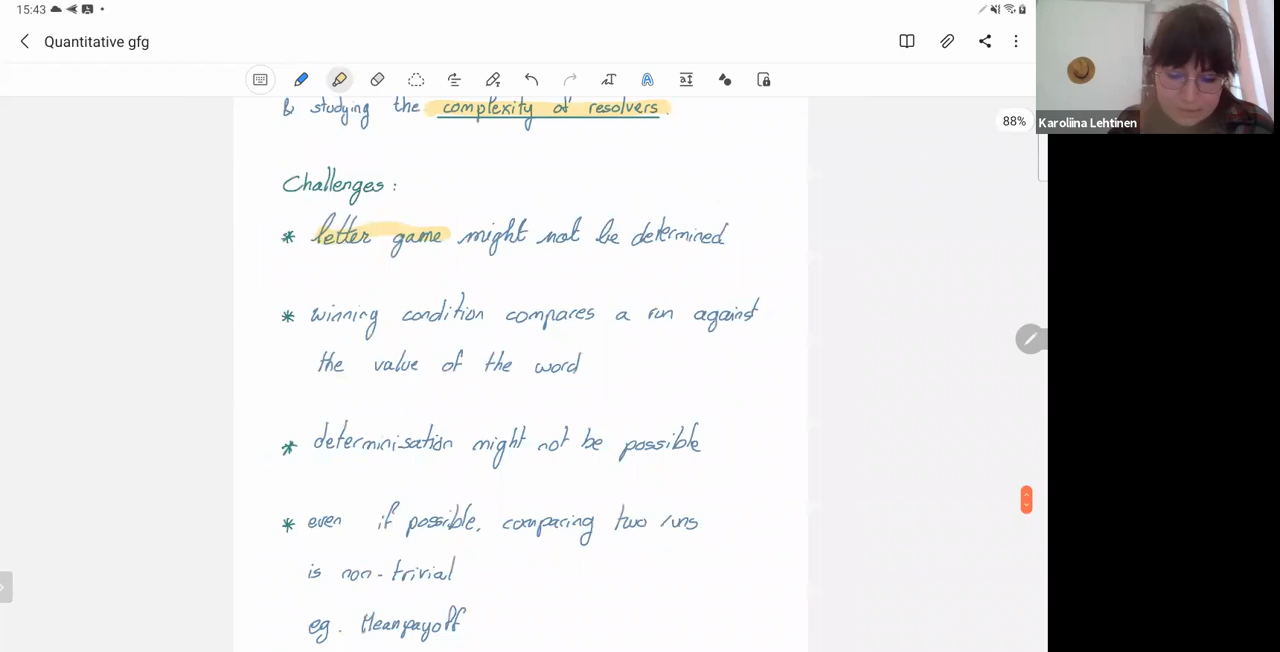 15:43
Quantitative gfg
& studying the complexity of resolvers.
88%
Karoliina Lehtinen
Challenges:
* letter game might not be determined
* winning condition compares a run against
the value of the word
* determinisation might not be possible
* even if possible, comparing two runs
is non-trivial
eg. Meanpayoff